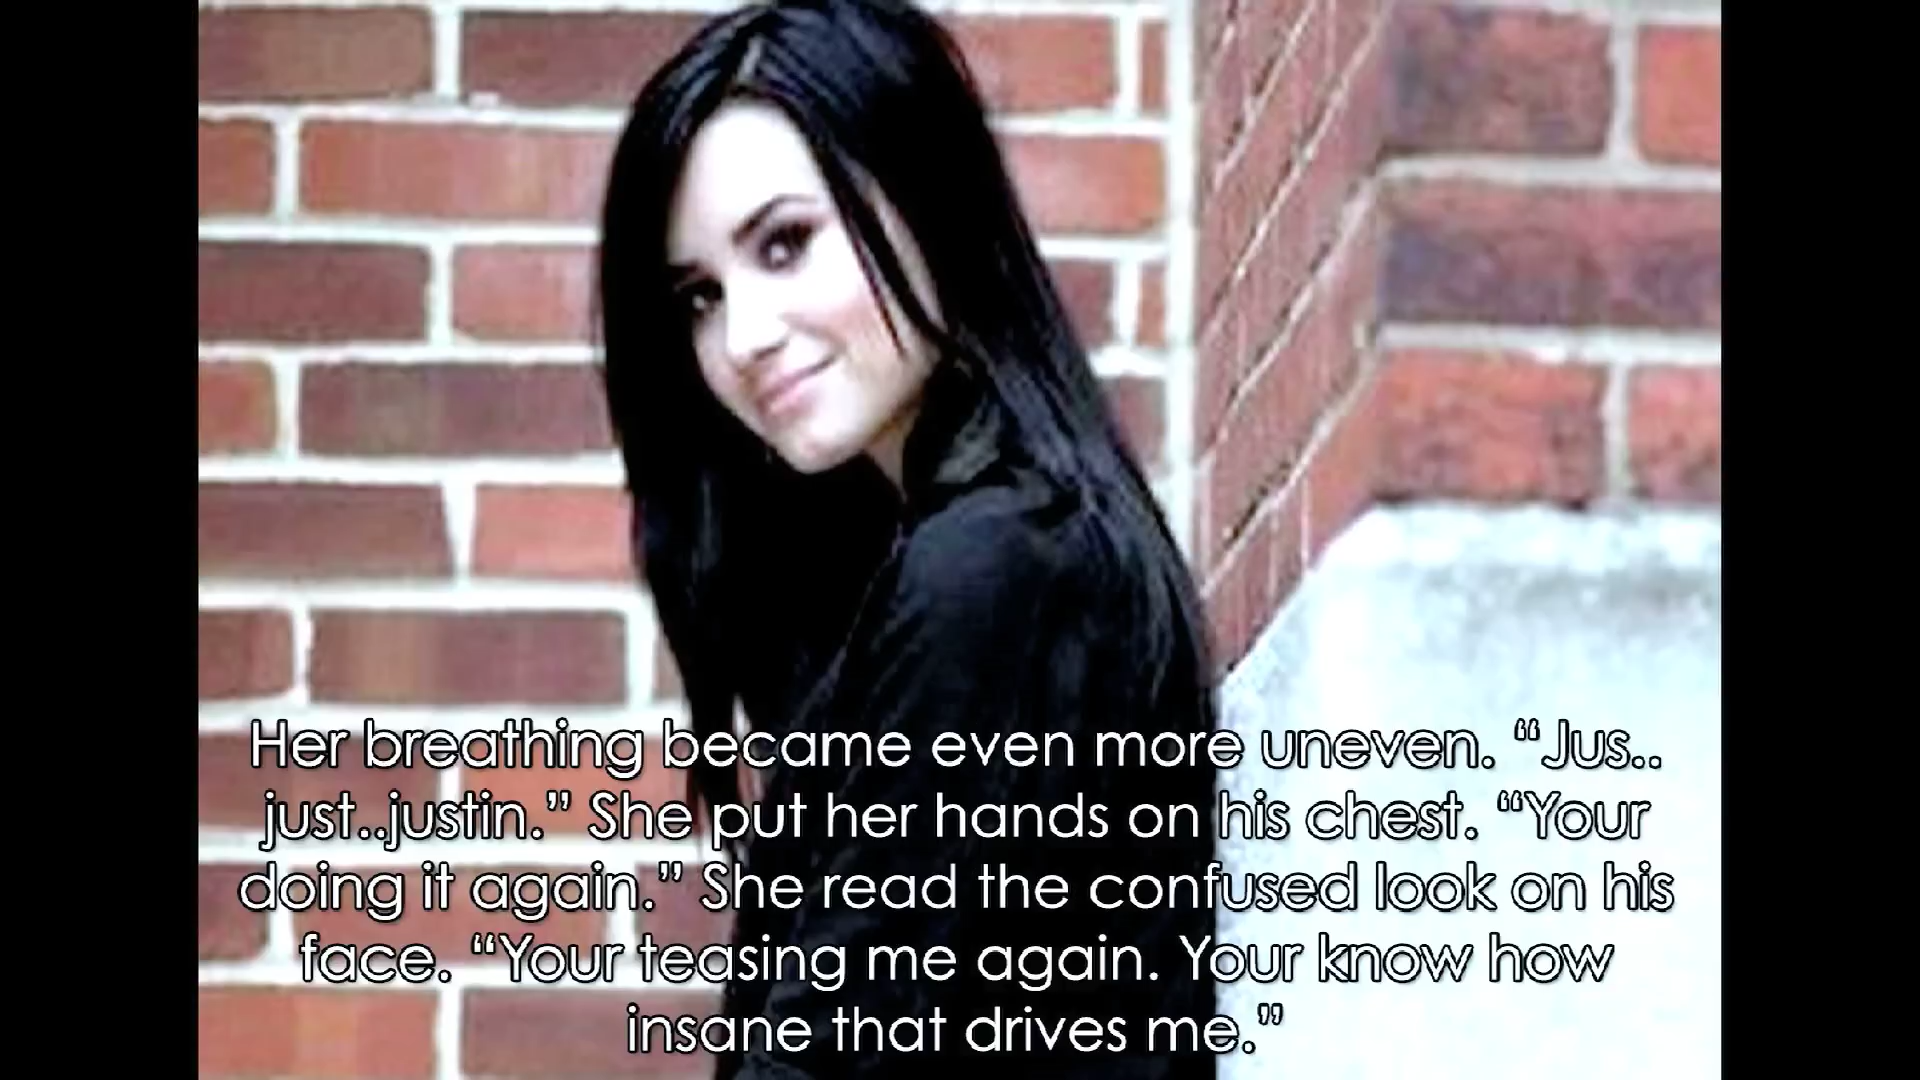 Her breathing became even more uneven. “Jus..
just..justin.” She put her hands on his chest. “Your
doing it again.” She read the confused look on his
face. “Your teasing me again. Your know how
insane that drives me.”